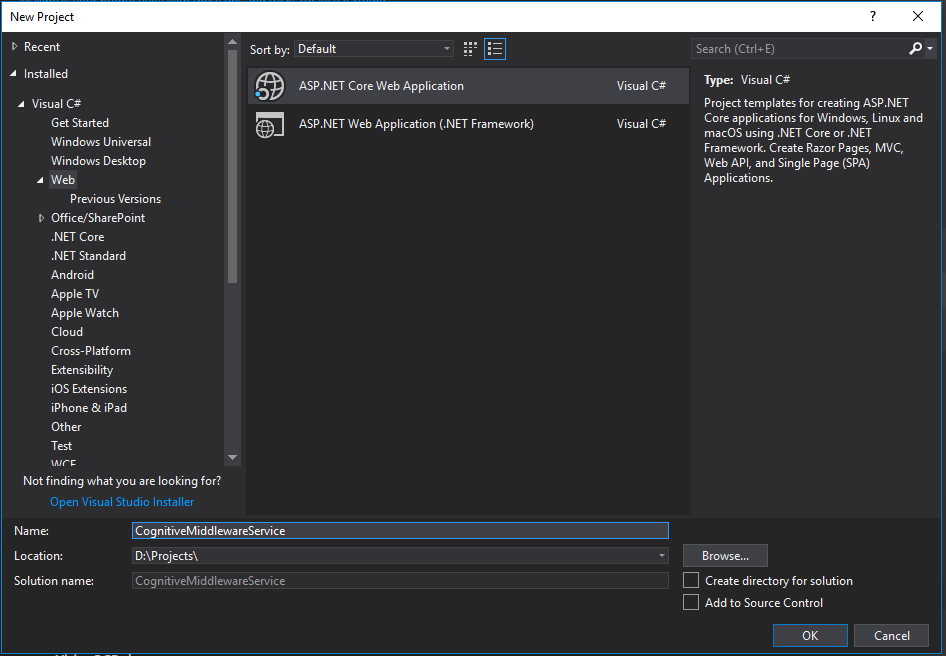 New Project
?
Recent
Installed
Visual C#
Get Started
Windows Universal
Windows Desktop
Web
Previous Versions
Office/SharePoint
.NET Core
.NET Standard
Android
Apple TV
Apple Watch
Cloud
Cross-Platform
Extensibility
iOS Extensions
iPhone & iPad
Other
Test
WCF
Not finding what you are looking for?
Open Visual Studio Installer
Sort by: Default
ASP.NET Core Web Application Visual C#
ASP.NET Web Application (.NET Framework) Visual C#
Search (Ctrl+E)
Type: Visual C#
Project templates for creating ASP.NET
Core applications for Windows, Linux and
macOS using .NET Core or .NET
Framework. Create Razor Pages, MVC,
Web API, and Single Page (SPA)
Applications.
Name: CognitiveMiddlewareService
Location: D:\Projects\
Browse...
Solution name: CognitiveMiddlewareService
Create directory for solution
Add to Source Control
OK
Cancel